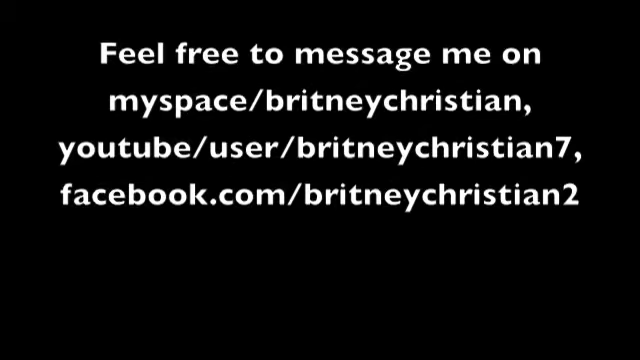 Feel free to message me on
myspace/britneychristian,
youtube/user/britneychristian7,
facebook.com/britneychristian2